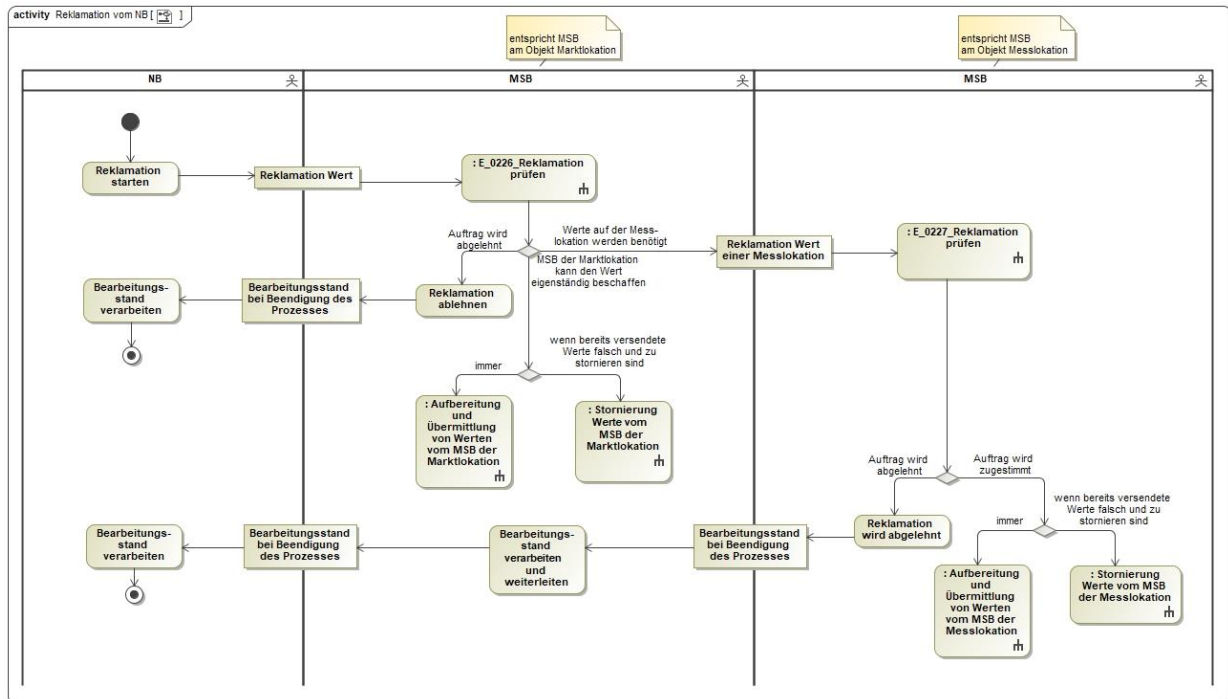 activity Reklamation vom NB [ ]
entspricht MSB
am Objekt Marktlokation
entspricht MSB
am Objekt Messlokation
NB
MSB
MSB
Reklamation
starten
Reklamation Wert
: E_0226_Reklamation
prüfen
Auftrag wird
abgelehnt
Werte auf der Mess-
lokation werden benötigt
MSB der Marktlokation
kann den Wert
eigenständig beschaffen
Reklamation Wert
einer Messlokation
: E_0227_Reklamation
prüfen
Bearbeitungs-
stand
verarbeiten
Bearbeitungsstand
bei Beendigung des
Prozesses
Reklamation
ablehnen
immer
wenn bereits versendete
Werte falsch und zu
stornieren sind
: Aufbereitung
und
Übermittlung
von Werten
vom MSB der
Marktlokation
: Stornierung
Werte vom
MSB der
Marktlokation
Auftrag wird
abgelehnt
Auftrag wird
zugestimmt
Bearbeitungs-
stand
verarbeiten
Bearbeitungsstand
bei Beendigung
des Prozesses
Bearbeitungs-
stand
verarbeiten
und
weiterleiten
Bearbeitungsstand
bei Beendigung
des Prozesses
Reklamation
wird abgelehnt
immer
wenn bereits versendete
Werte falsch und zu
stornieren sind
: Aufbereitung
und
Übermittlung
von Werten
vom MSB der
Messlokation
: Stornierung
Werte vom MSB
der Messlokation